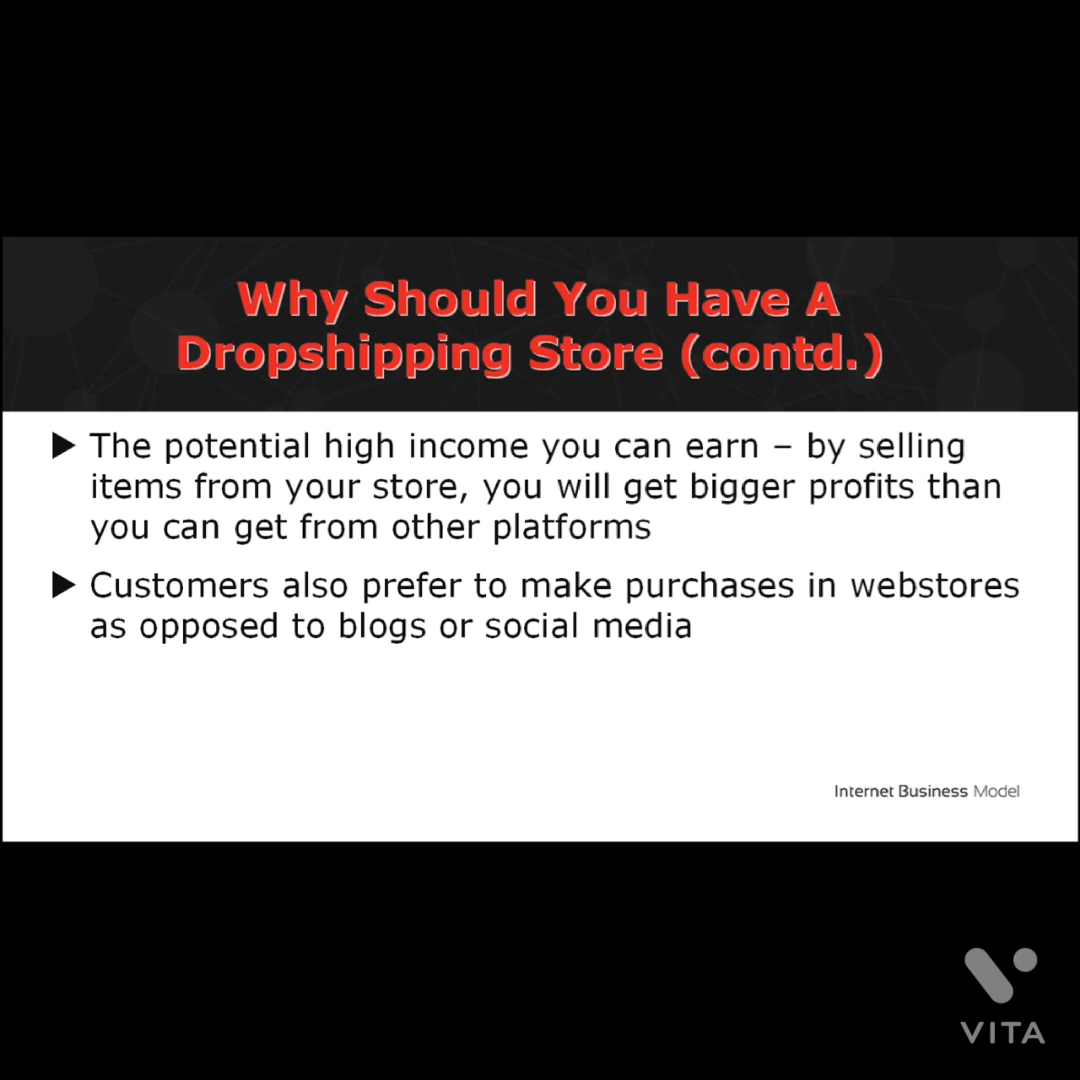 Why Should You Have A
Dropshipping Store (contd.)
▶ The potential high income you can earn – by selling
items from your store, you will get bigger profits than
you can get from other platforms
▶ Customers also prefer to make purchases in webstores
as opposed to blogs or social media
Internet Business Model
VITA